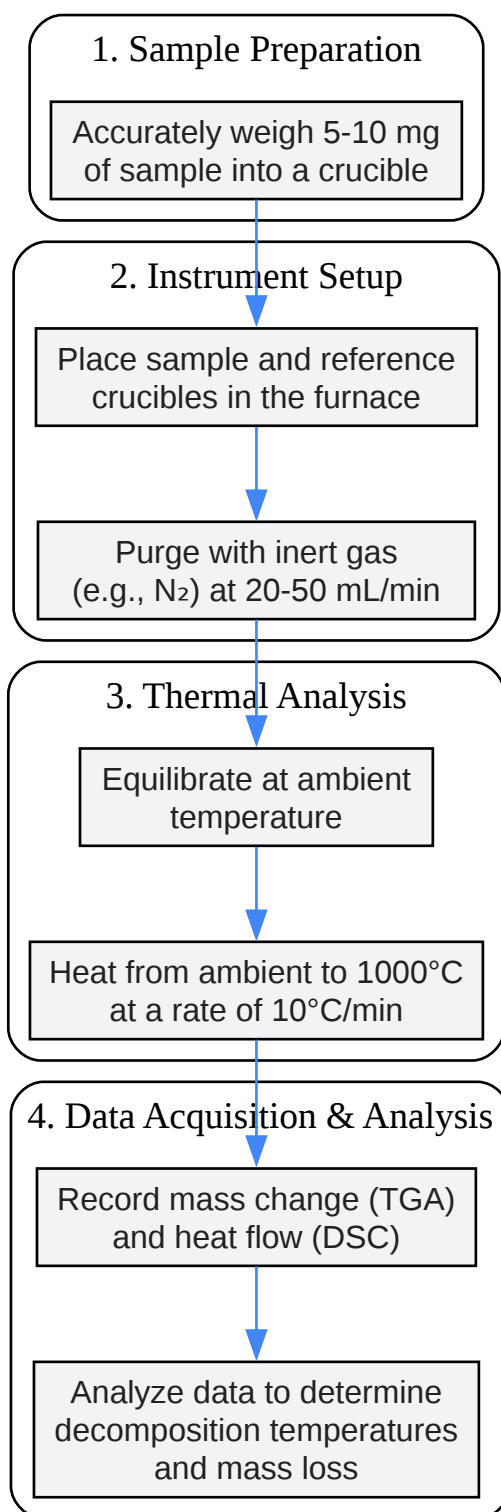 1. Sample Preparation
Accurately weigh 5-10 mg
of sample into a crucible
2. Instrument Setup
Place sample and reference
crucibles in the furnace
Purge with inert gas
(e.g., N₂) at 20-50 mL/min
3. Thermal Analysis
Equilibrate at ambient
temperature
Heat from ambient to 1000°C
at a rate of 10°C/min
4. Data Acquisition & Analysis
Record mass change (TGA)
and heat flow (DSC)
Analyze data to determine
decomposition temperatures
and mass loss